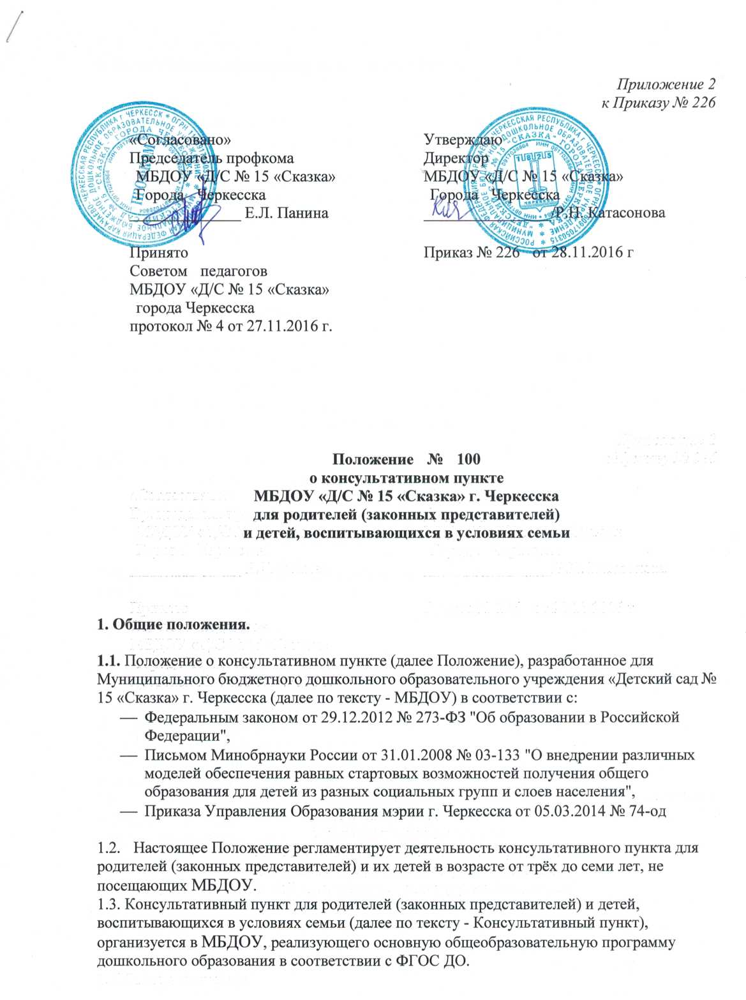 Приложение 2
к Приказу № 226
«Согласовано»
Председатель профкома
МБДОУ «Д/С № 15 «Сказка»
Города Черкесска
Е.Л. Панина
Утверждаю
Директор
МБДОУ «Д/С № 15 «Сказка»
Города Черкесска
/Р.Н. Катасонова
Принято
Советом педагогов
МБДОУ «Д/С № 15 «Сказка»
города Черкесска
протокол № 4 от 27.11.2016 г.
Приказ № 226 от 28.11.2016 г
Положение № 100
о консультативном пункте
МБДОУ «Д/С № 15 «Сказка» г. Черкесска
для родителей (законных представителей)
и детей, воспитывающихся в условиях семьи
1. Общие положения.
1.1. Положение о консультативном пункте (далее Положение), разработанное для
Муниципального бюджетного дошкольного образовательного учреждения «Детский сад №
15 «Сказка» г. Черкесска (далее по тексту - МБДОУ) в соответствии с:
— Федеральным законом от 29.12.2012 № 273-ФЗ "Об образовании в Российской
Федерации",
— Письмом Минобрнауки России от 31.01.2008 № 03-133 "О внедрении различных
моделей обеспечения равных стартовых возможностей получения общего
образования для детей из разных социальных групп и слоев населения",
— Приказа Управления Образования мэрии г. Черкесска от 05.03.2014 № 74-од
1.2. Настоящее Положение регламентирует деятельность консультативного пункта для
родителей (законных представителей) и их детей в возрасте от трёх до семи лет, не
посещающих МБДОУ.
1.3. Консультативный пункт для родителей (законных представителей) и детей,
воспитывающихся в условиях семьи (далее по тексту - Консультативный пункт),
организуется в МБДОУ, реализующего основную общеобразовательную программу
дошкольного образования в соответствии с ФГОС ДО.